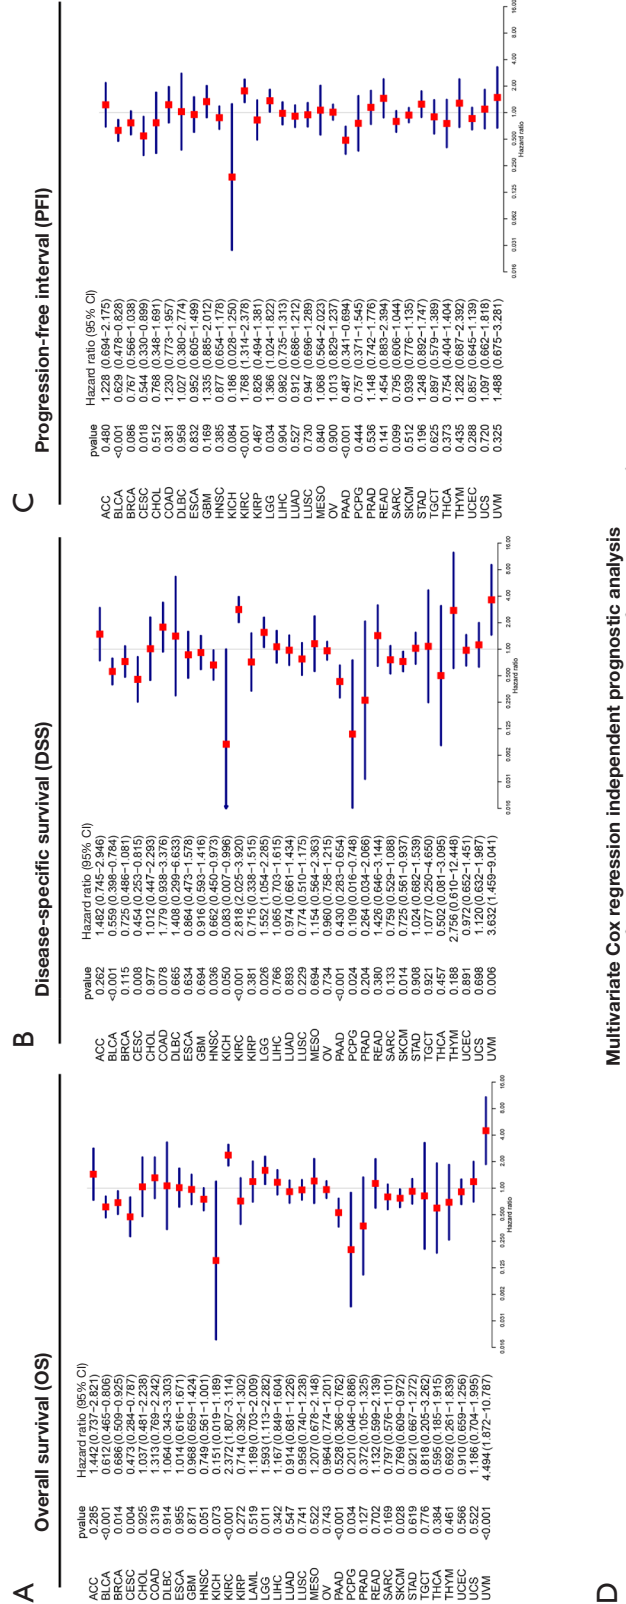 A
Overall survival (OS)
pvalue Hazard ratio (95% CI)
ACC 0.285 1.442 (0.737−2.821)
BLCA <0.001 0.612 (0.465−0.806)
BRCA 0.014 0.686 (0.509−0.925)
CESC 0.004 0.473 (0.284−0.787)
CHOL 0.925 1.037 (0.481−2.238)
COAD 0.319 1.313 (0.769−2.242)
DLBC 0.914 1.064 (0.343−3.303)
ESCA 0.955 1.014 (0.616−1.671)
GBM 0.871 0.968 (0.659−1.424)
HNSC 0.051 0.749 (0.561−1.001)
KICH 0.073 0.151 (0.019−1.189)
KIRC <0.001 2.372 (1.807−3.114)
KIRP 0.272 0.714 (0.392−1.302)
LAML 0.519 1.189 (0.703−2.009)
LGG 0.011 1.593 (1.113−2.282)
LIHC 0.342 1.167 (0.849−1.604)
LUAD 0.547 0.914 (0.681−1.226)
LUSC 0.741 0.958 (0.740−1.238)
MESO 0.522 1.207 (0.678−2.148)
OV 0.743 0.964 (0.774−1.201)
PAAD <0.001 0.528 (0.366−0.762)
PCPG 0.034 0.201 (0.046−0.886)
PRAD 0.127 0.372 (0.105−1.325)
READ 0.702 1.132 (0.599−2.139)
SARC 0.169 0.797 (0.576−1.101)
SKCM 0.028 0.769 (0.609−0.972)
STAD 0.619 0.921 (0.667−1.272)
TGCT 0.776 0.818 (0.205−3.262)
THCA 0.384 0.595 (0.185−1.915)
THYM 0.461 0.692 (0.261−1.839)
UCEC 0.566 0.910 (0.659−1.256)
UCS 0.522 1.186 (0.704−1.995)
UVM <0.001 4.494 (1.872−10.787)
0.016 0.031 0.062 0.125 0.250 0.500 1.00 2.00 4.00 8.00 16.00
Hazard ratio
B
Disease-specific survival (DSS)
pvalue Hazard ratio (95% CI)
ACC 0.262 1.482 (0.745−2.946)
BLCA <0.001 0.559 (0.398−0.784)
BRCA 0.115 0.725 (0.486−1.081)
CESC 0.008 0.454 (0.253−0.815)
CHOL 0.977 1.012 (0.447−2.293)
COAD 0.078 1.779 (0.938−3.376)
DLBC 0.665 1.408 (0.299−6.633)
ESCA 0.634 0.864 (0.473−1.578)
GBM 0.694 0.916 (0.593−1.416)
HNSC 0.036 0.662 (0.450−0.973)
KICH 0.050 0.083 (0.007−0.996)
KIRC <0.001 2.818 (2.025−3.920)
KIRP 0.381 0.715 (0.338−1.515)
LGG 0.026 1.552 (1.054−2.285)
LIHC 0.766 1.065 (0.703−1.615)
LUAD 0.893 0.974 (0.661−1.434)
LUSC 0.229 0.774 (0.510−1.175)
MESO 0.694 1.154 (0.564−2.363)
OV 0.734 0.960 (0.758−1.215)
PAAD <0.001 0.430 (0.283−0.654)
PCPG 0.024 0.109 (0.016−0.748)
PRAD 0.204 0.264 (0.034−2.066)
READ 0.380 1.426 (0.646−3.144)
SARC 0.133 0.759 (0.529−1.088)
SKCM 0.014 0.725 (0.561−0.937)
STAD 0.908 1.024 (0.682−1.539)
TGCT 0.921 1.077 (0.250−4.650)
THCA 0.457 0.502 (0.081−3.095)
THYM 0.188 2.756 (0.610−12.448)
UCEC 0.891 0.972 (0.652−1.451)
UCS 0.698 1.120 (0.632−1.987)
UVM 0.006 3.632 (1.459−9.041)
0.016 0.031 0.062 0.125 0.250 0.500 1.00 2.00 4.00 8.00 16.00
Hazard ratio
C
Progression-free interval (PFI)
pvalue Hazard ratio (95% CI)
ACC 0.480 1.228 (0.694−2.175)
BLCA <0.001 0.629 (0.478−0.828)
BRCA 0.086 0.767 (0.566−1.038)
CESC 0.018 0.544 (0.330−0.899)
CHOL 0.512 0.768 (0.348−1.691)
COAD 0.381 1.230 (0.773−1.957)
DLBC 0.958 1.027 (0.380−2.774)
ESCA 0.832 0.952 (0.605−1.499)
GBM 0.169 1.335 (0.885−2.012)
HNSC 0.385 0.877 (0.654−1.178)
KICH 0.084 0.186 (0.028−1.250)
KIRC <0.001 1.768 (1.314−2.378)
KIRP 0.467 0.826 (0.494−1.381)
LGG 0.034 1.366 (1.024−1.822)
LIHC 0.904 0.982 (0.735−1.313)
LUAD 0.527 0.912 (0.686−1.212)
LUSC 0.730 0.947 (0.696−1.289)
MESO 0.840 1.068 (0.564−2.023)
OV 0.900 1.013 (0.829−1.237)
PAAD <0.001 0.487 (0.341−0.694)
PCPG 0.444 0.757 (0.371−1.545)
PRAD 0.536 1.148 (0.742−1.776)
READ 0.141 1.454 (0.883−2.394)
SARC 0.099 0.795 (0.606−1.044)
SKCM 0.512 0.939 (0.776−1.135)
STAD 0.196 1.248 (0.892−1.747)
TGCT 0.625 0.897 (0.579−1.389)
THCA 0.373 0.754 (0.404−1.404)
THYM 0.435 1.282 (0.687−2.392)
UCEC 0.288 0.857 (0.645−1.139)
UCS 0.720 1.097 (0.662−1.818)
UVM 0.325 1.488 (0.675−3.281)
0.016 0.031 0.062 0.125 0.250 0.500 1.00 2.00 4.00 8.00 16.00
Hazard ratio
D
Multivariate Cox regression independent prognostic analysis